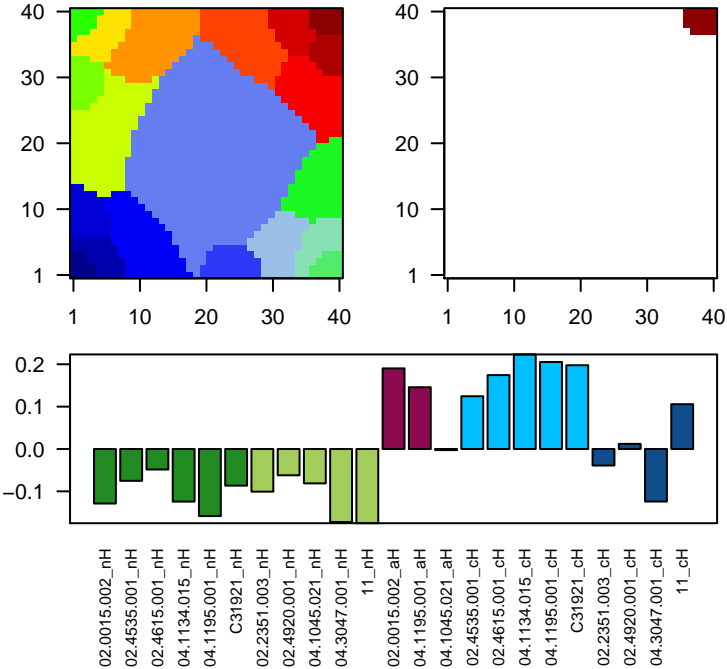 40
30
20
10
1
1 10 20 30 40
40
30
20
10
1
1 10 20 30 40
0.2
0.1
0.0
−0.1
02.0015.002_nH
02.4535.001_nH
02.4615.001_nH
04.1134.015_nH
04.1195.001_nH
C31921_nH
02.2351.003_nH
02.4920.001_nH
04.1045.021_nH
04.3047.001_nH
11_nH
02.0015.002_aH
04.1195.001_aH
04.1045.021_aH
02.4535.001_cH
02.4615.001_cH
04.1134.015_cH
04.1195.001_cH
C31921_cH
02.2351.003_cH
02.4920.001_cH
04.3047.001_cH
11_cH